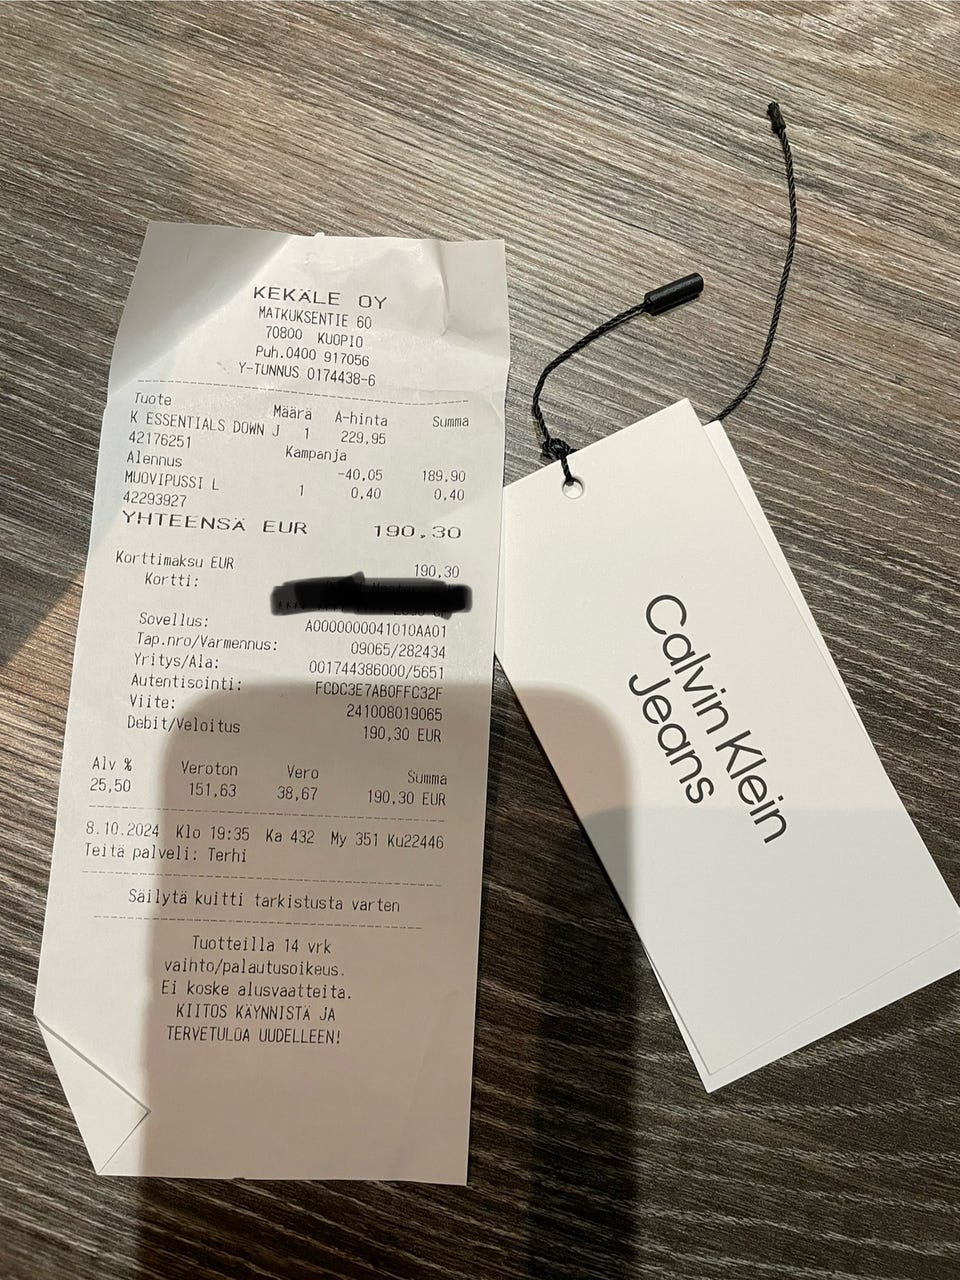 KEKÄLE OY
MATKUKSENTIE 60
70800 KUOPIO
Puh.0400 917056
Y-TUNNUS 0174438-6
Tuote Määrä A-hinta Summa
K ESSENTIALS DOWN J 1 229,95
42176251 Kampanja
Alennus -40,05 189,90
MUOVIPUSSI L 1 0,40 0,40
42293927
YHTEENSÄ EUR 190,30
Korttimaksu EUR 190,30
Kortti:
Sovellus: A0000000041010AA01
Tap.nro/Varmennus: 09065/282434
Yritys/Ala: 001744386000/5651
Autentisointi: FCDC3E7AB0FFC32F
Viite: 241008019065
Debit/Veloitus 190,30 EUR
Alv % Veroton Vero Summa
25,50 151,63 38,67 190,30 EUR
8.10.2024 Klo 19:35 Ka 432 My 351 Ku22446
Teitä palveli: Terhi
Säilytä kuitti tarkistusta varten
Tuotteilla 14 vrk
vaihto/palautusoikeus.
Ei koske alusvaatteita.
KIITOS KÄYNNISTÄ JA
TERVETULOA UUDELLEEN!
Calvin Klein
Jeans